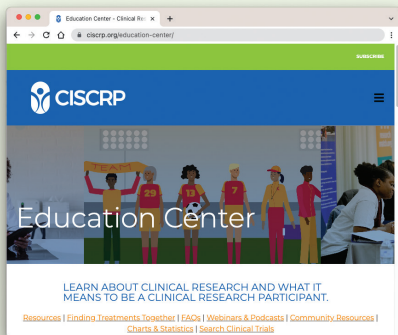 Education Center - Clinical Re
ciscrp.org/education-center/
SUBSCRIBE
CISCRP
TEAM
29
13
7
Education Center
LEARN ABOUT CLINICAL RESEARCH AND WHAT IT
MEANS TO BE A CLINICAL RESEARCH PARTICIPANT.
Resources | Finding Treatments Together | FAQs | Webinars & Podcasts | Community Resources |
Charts & Statistics | Search Clinical Trials